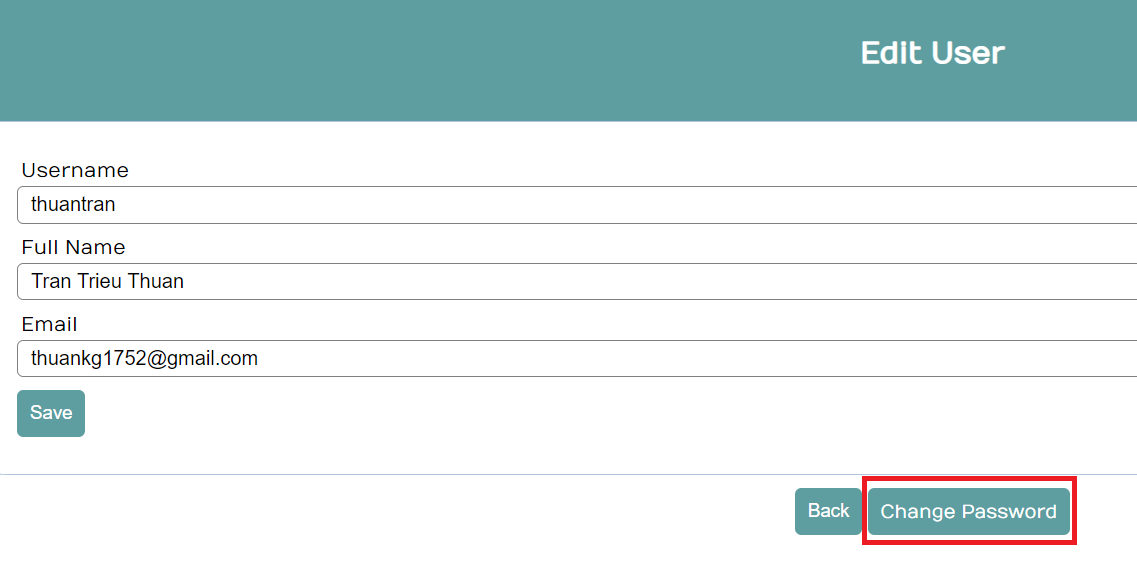 Edit User
Username
thuantran
Full Name
Tran Trieu Thuan
Email
thuankg1752@gmail.com
Save
Back Change Password